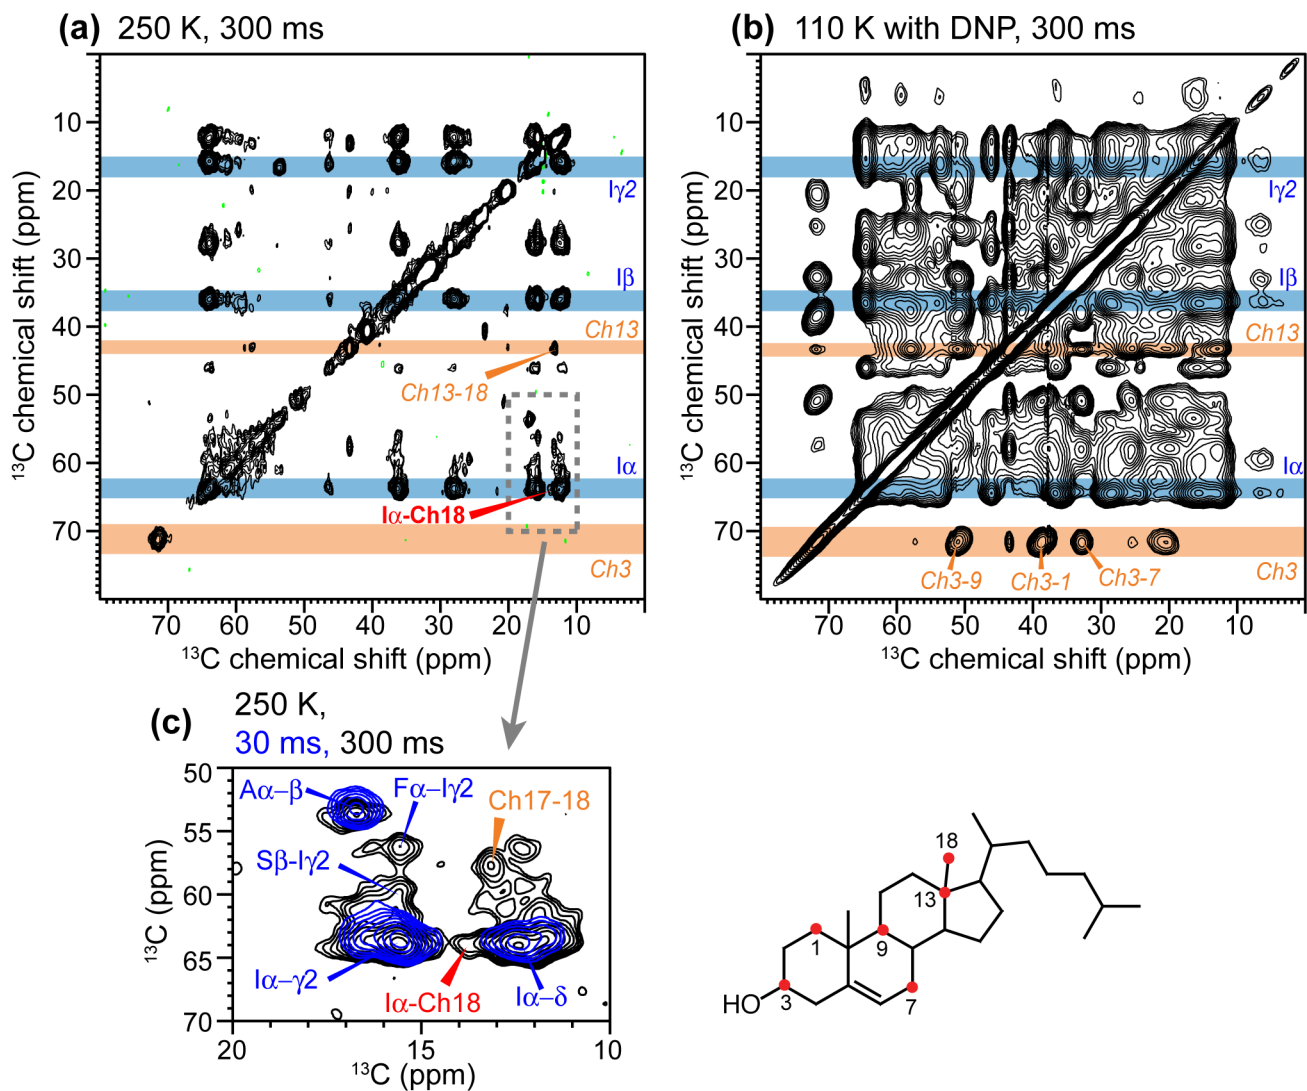 (a) 250 K, 300 ms
10
20
30
40
50
60
70
¹³C chemical shift (ppm)
Iγ2
Iβ
Ch13
Ch13-18
Iα
Iα-Ch18
Ch3
70 60 50 40 30 20 10
¹³C chemical shift (ppm)
(b) 110 K with DNP, 300 ms
10
20
30
40
50
60
70
¹³C chemical shift (ppm)
Iγ2
Iβ
Ch13
Iα
Ch3-9 Ch3-1 Ch3-7 Ch3
70 60 50 40 30 20 10
¹³C chemical shift (ppm)
(c) 250 K,
30 ms, 300 ms
50
55
60
65
70
¹³C (ppm)
Aα–β Fα–Iγ2
Ch17-18
Sβ-Iγ2
Iα–γ2 Iα-Ch18 Iα–δ
20 15 10
¹³C (ppm)
18
13
1 9
HO 3 7